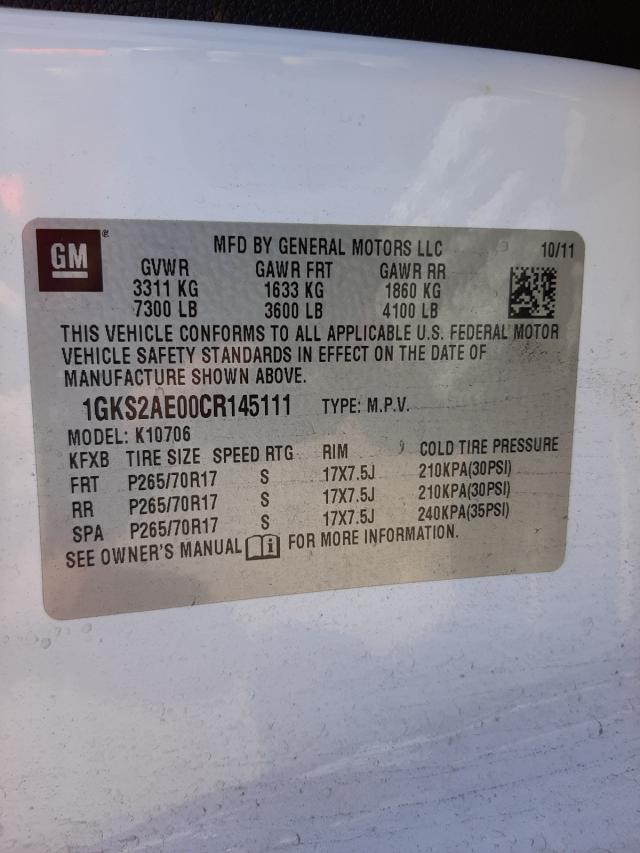 GM ®
MFD BY GENERAL MOTORS LLC 10/11
GVWR GAWR FRT GAWR RR
3311 KG 1633 KG 1860 KG
7300 LB 3600 LB 4100 LB
THIS VEHICLE CONFORMS TO ALL APPLICABLE U.S. FEDERAL MOTOR
VEHICLE SAFETY STANDARDS IN EFFECT ON THE DATE OF
MANUFACTURE SHOWN ABOVE.
1GKS2AE00CR145111 TYPE: M.P.V.
MODEL: K10706
KFXB TIRE SIZE SPEED RTG RIM COLD TIRE PRESSURE
FRT P265/70R17 S 17X7.5J 210KPA(30PSI)
RR P265/70R17 S 17X7.5J 210KPA(30PSI)
SPA P265/70R17 S 17X7.5J 240KPA(35PSI)
SEE OWNER'S MANUAL i FOR MORE INFORMATION.